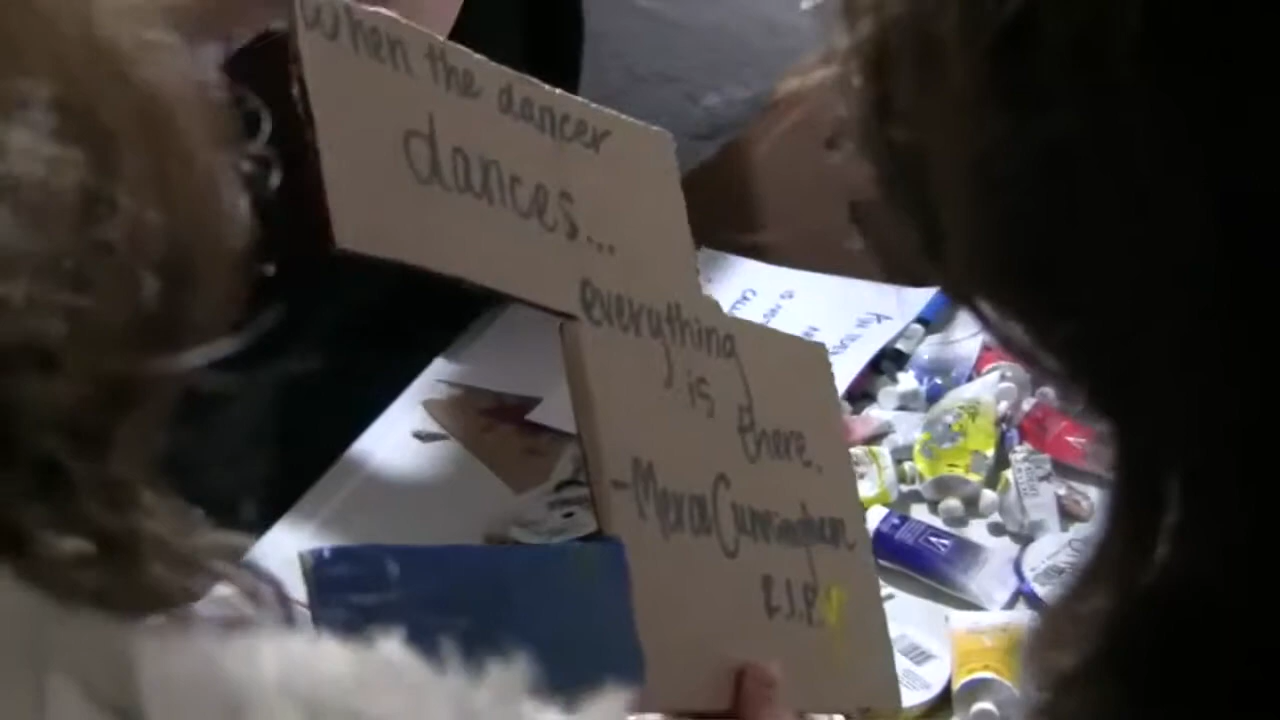 When the dancer
dances...
everything
is
there.
-Merce Cunningham
R.I.P.